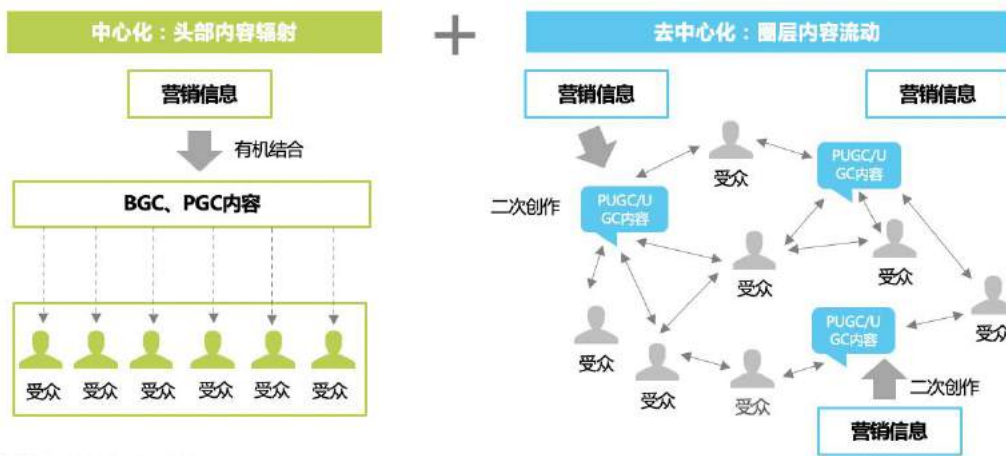 中心化：头部内容辐射
营销信息
有机结合
BGC、PGC内容
受众
受众
受众
受众
受众
受众
+
去中心化：圈层内容流动
营销信息
营销信息
受众
PUGC/U
GC内容
二次创作
PUGC/U
GC内容
受众
受众
受众
PUGC/U
GC内容
受众
受众
受众
二次创作
营销信息